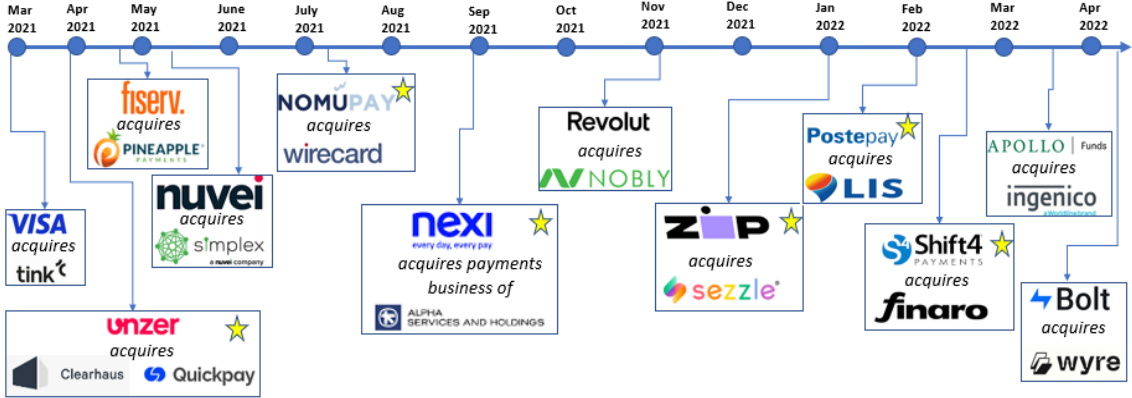 Mar
2021
Apr
2021
May
2021
June
2021
July
2021
Aug
2021
Sep
2021
Oct
2021
Nov
2021
Dec
2021
Jan
2022
Feb
2022
Mar
2022
Apr
2022
VISA
acquires
tink
unzer
acquires
Clearhaus Quickpay
fiserv.
acquires
PINEAPPLE
PAYMENTS
nuvei
acquires
simplex
a nuvei company
NOMUPAY
acquires
wirecard
nexi
every day, every pay
acquires payments
business of
ALPHA
SERVICES AND HOLDINGS
Revolut
acquires
NOBLY
ZIP
acquires
sezzle
Postepay
acquires
LIS
Shift4
PAYMENTS
acquires
finaro
APOLLO | Funds
acquires
ingenico
a Worldline brand
Bolt
acquires
wyre